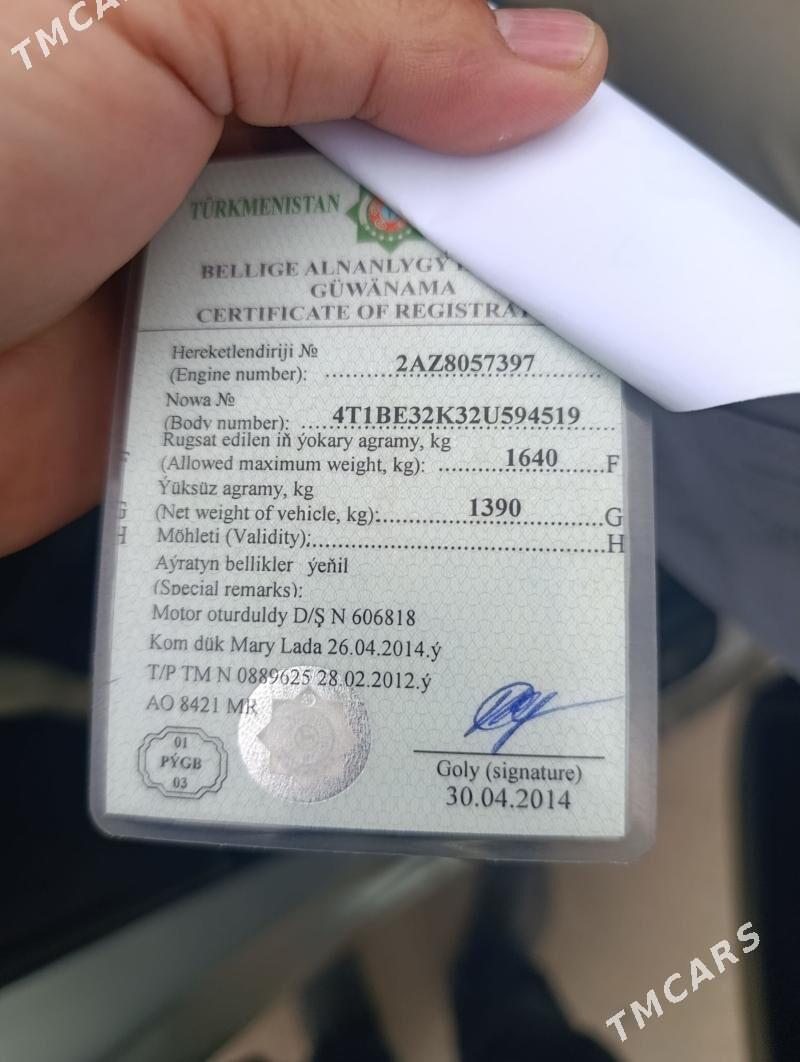 TMCARS
TÜRKMENISTAN
BELLIGE ALNANLYGY
GÜWÄNAMA
CERTIFICATE OF
Hereketlendiriji №
(Engine number): 2AZ8057397
Nowa №
(Body number): 4T1BE32K32U594519
Rugsat edilen iň ýokary agramy, kg
(Allowed maximum weight, kg): 1640 F
Ýüksüz agramy, kg
(Net weight of vehicle, kg): 1390 G
Möhleti (Validity): H
Aýratyn bellikler ýeňil
(Special remarks):
Motor oturduldy D/Ş N 606818
Kom dük Mary Lada 26.04.2014.ý
T/P TM N 0889625 28.02.2012.ý
AO 8421 MR
01
PÝGB
03
Goly (signature)
30.04.2014
TMCARS